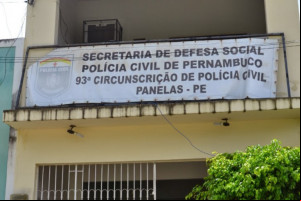 SECRETARIA DE DEFESA SOCIAL
POLÍCIA CIVIL DE PERNAMBUCO
93ª CIRCUNSCRIÇÃO DE POLÍCIA CIVIL
PANELAS - PE